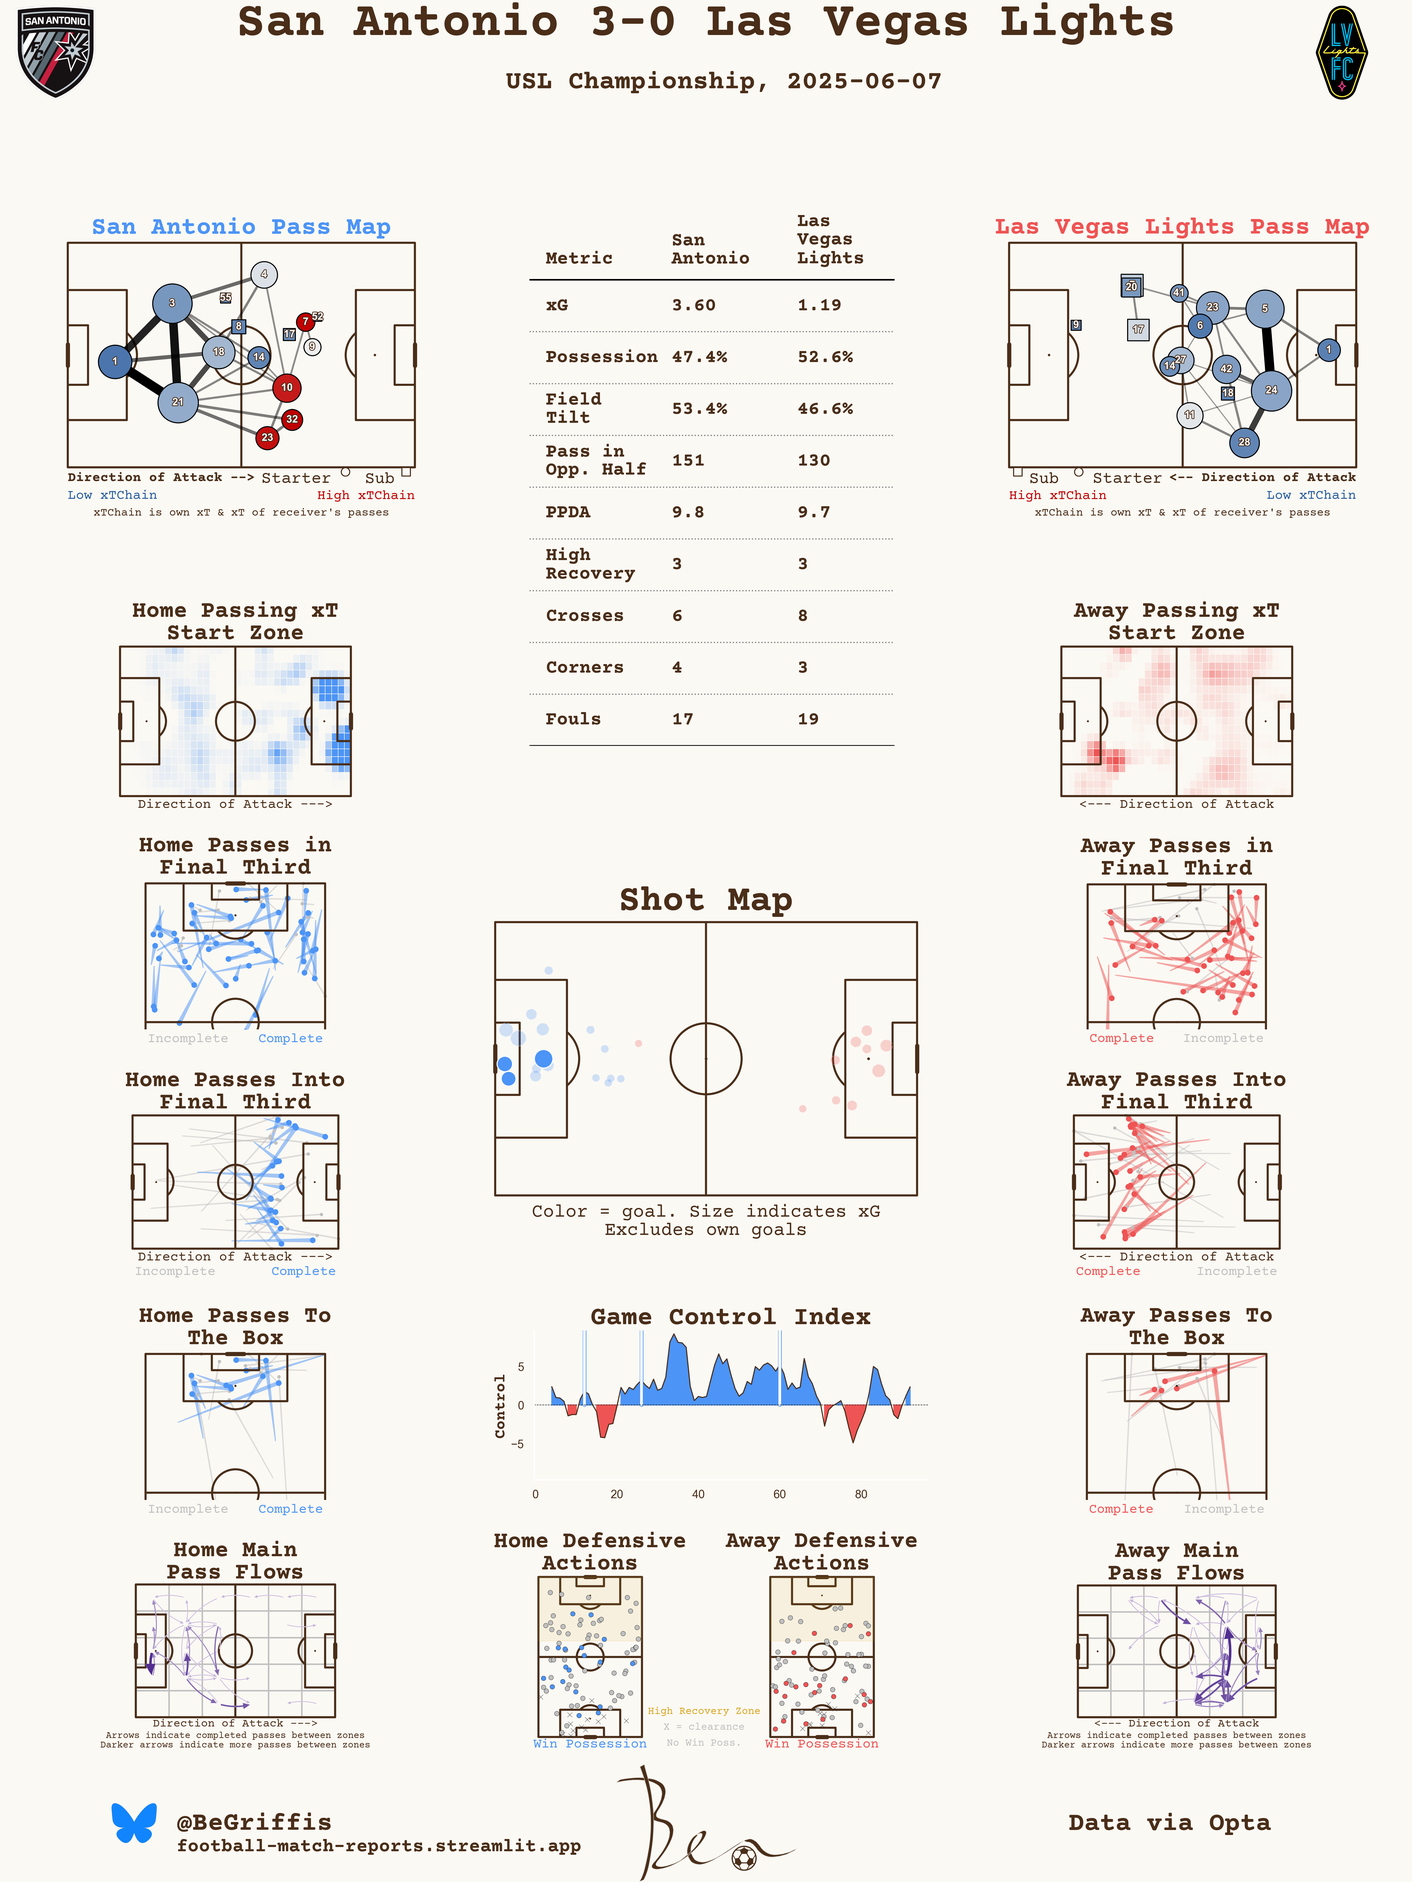 San Antonio 3-0 Las Vegas Lights
USL Championship, 2025-06-07
SAN ANTONIO
FC
LV
Lights
FC
San Antonio Pass Map
1
3
21
18
55
8
4
14
17
7
52
9
10
32
23
Direction of Attack --> Starter Sub
Low xTChain High xTChain
xTChain is own xT & xT of receiver's passes
Metric San Antonio Las Vegas Lights
xG 3.60 1.19
Possession 47.4% 52.6%
Field Tilt 53.4% 46.6%
Pass in Opp. Half 151 130
PPDA 9.8 9.7
High Recovery 3 3
Crosses 6 8
Corners 4 3
Fouls 17 19
Las Vegas Lights Pass Map
9
20
17
41
23
6
5
1
14
27
42
18
24
11
28
Sub Starter <-- Direction of Attack
High xTChain Low xTChain
xTChain is own xT & xT of receiver's passes
Home Passing xT
Start Zone
Direction of Attack --->
Away Passing xT
Start Zone
<--- Direction of Attack
Home Passes in
Final Third
Incomplete Complete
Away Passes in
Final Third
Complete Incomplete
Shot Map
Color = goal. Size indicates xG
Excludes own goals
Home Passes Into
Final Third
Direction of Attack --->
Incomplete Complete
Away Passes Into
Final Third
<--- Direction of Attack
Complete Incomplete
Home Passes To
The Box
Incomplete Complete
Game Control Index
Control
5
0
−5
0 20 40 60 80
Away Passes To
The Box
Complete Incomplete
Home Main
Pass Flows
Direction of Attack --->
Arrows indicate completed passes between zones
Darker arrows indicate more passes between zones
Home Defensive
Actions
Win Possession
High Recovery Zone
X = clearance
No Win Poss.
Away Defensive
Actions
Win Possession
Away Main
Pass Flows
<--- Direction of Attack
Arrows indicate completed passes between zones
Darker arrows indicate more passes between zones
@BeGriffis
football-match-reports.streamlit.app
Ben
Data via Opta